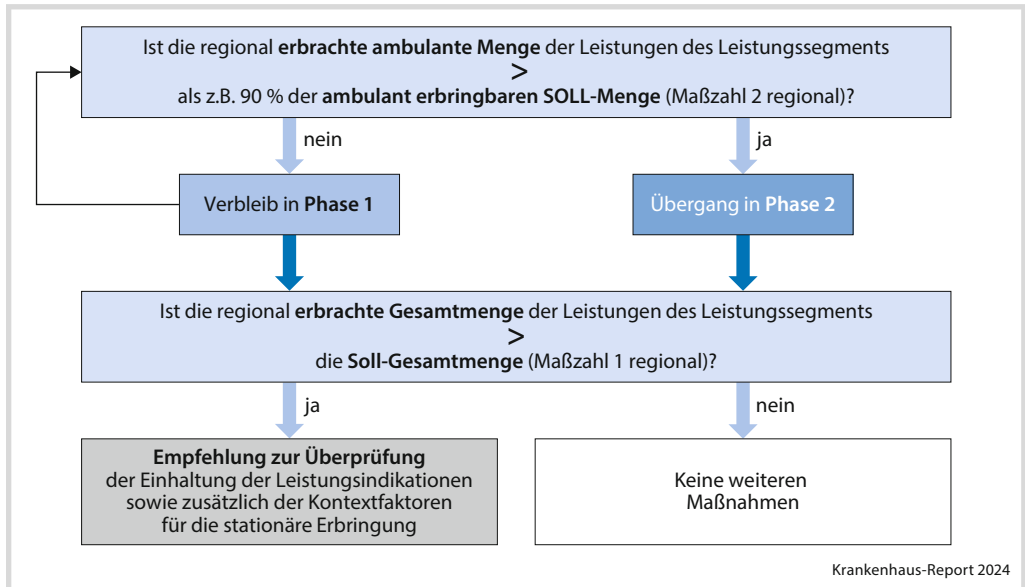 Ist die regional erbrachte ambulante Menge der Leistungen des Leistungssegments
>
als z.B. 90 % der ambulant erbringbaren SOLL-Menge (Maßzahl 2 regional)?
nein
ja
Verbleib in Phase 1
Übergang in Phase 2
Ist die regional erbrachte Gesamtmenge der Leistungen des Leistungssegments
>
die Soll-Gesamtmenge (Maßzahl 1 regional)?
ja
nein
Empfehlung zur Überprüfung
der Einhaltung der Leistungsindikationen
sowie zusätzlich der Kontextfaktoren
für die stationäre Erbringung
Keine weiteren
Maßnahmen
Krankenhaus-Report 2024